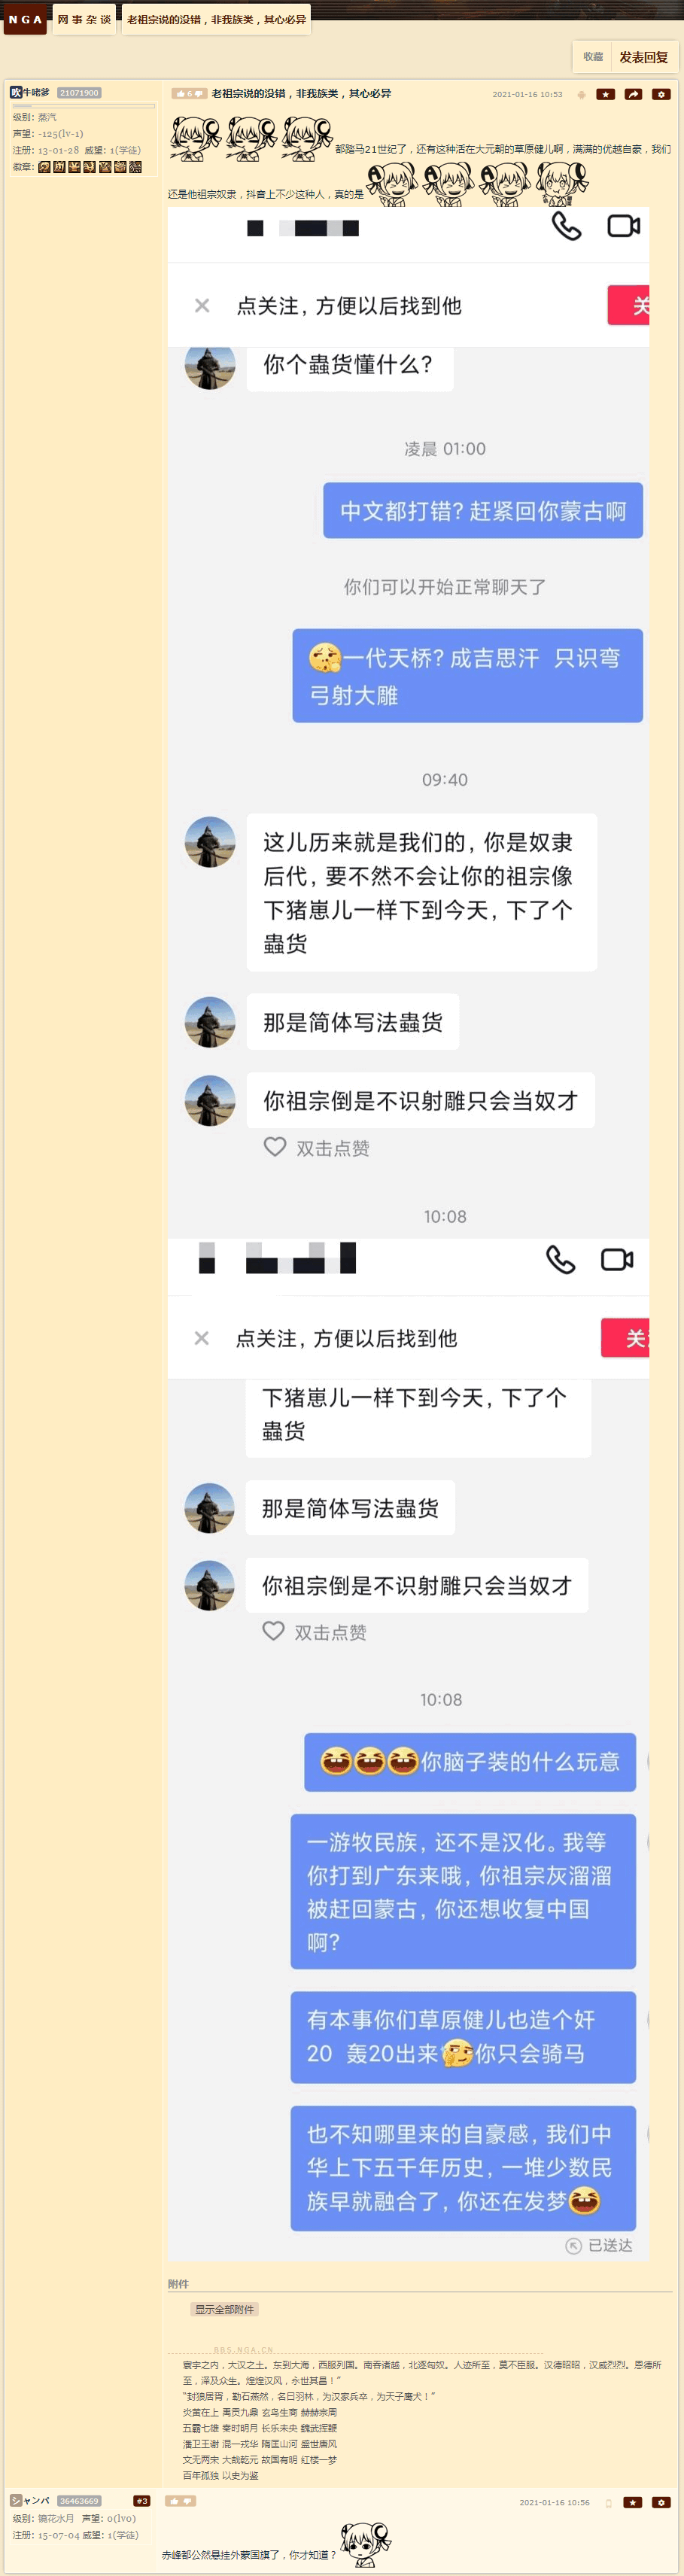 NGA 网事杂谈 老祖宗说的没错，非我族类，其心必异
收藏 发表回复
吹牛啫爹 21071900
级别: 蒸汽
声望: -125(lv-1)
注册: 13-01-28 威望: 1(学徒)
徽章:
6 老祖宗说的没错，非我族类，其心必异 2021-01-16 10:53
都踏马21世纪了，还有这种活在大元朝的草原健儿啊，满满的优越自豪，我们
还是他祖宗奴隶，抖音上不少这种人，真的是
点关注，方便以后找到他
关
你个蟲货懂什么?
凌晨 01:00
中文都打错? 赶紧回你蒙古啊
你们可以开始正常聊天了
一代天桥? 成吉思汗 只识弯
弓射大雕
09:40
这儿历来就是我们的, 你是奴隶
后代, 要不然不会让你的祖宗像
下猪崽儿一样下到今天, 下了个
蟲货
那是简体写法蟲货
你祖宗倒是不识射雕只会当奴才
双击点赞
10:08
点关注，方便以后找到他
关
下猪崽儿一样下到今天, 下了个
蟲货
那是简体写法蟲货
你祖宗倒是不识射雕只会当奴才
双击点赞
10:08
你脑子装的什么玩意
一游牧民族, 还不是汉化。我等
你打到广东来哦, 你祖宗灰溜溜
被赶回蒙古, 你还想收复中国
啊?
有本事你们草原健儿也造个奸
20 轰20出来你只会骑马
也不知哪里来的自豪感, 我们中
华上下五千年历史, 一堆少数民
族早就融合了, 你还在发梦
已送达
附件
显示全部附件
BBS.NGA.CN
寰宇之内，大汉之土。东到大海，西服列国。南吞诸越，北逐匈奴。人迹所至，莫不臣服。汉德昭昭，汉威烈烈。恩德所
至，泽及众生。煌煌汉风，永世其昌！”
“封狼居胥，勒石燕然，名曰羽林，为汉家兵卒，为天子鹰犬！”
炎黄在上 禹贡九鼎 玄鸟生商 赫赫宗周
五霸七雄 秦时明月 长乐未央 魏武挥鞭
潘卫王谢 混一戎华 隋匡山河 盛世唐风
文无两宋 大哉乾元 故国有明 红楼一梦
百年孤独 以史为鉴
シャンパ 36463669 #3
级别: 镜花水月 声望: 0(lv0)
注册: 15-07-04 威望: 1(学徒)
2021-01-16 10:56
赤峰都公然悬挂外蒙国旗了，你才知道？